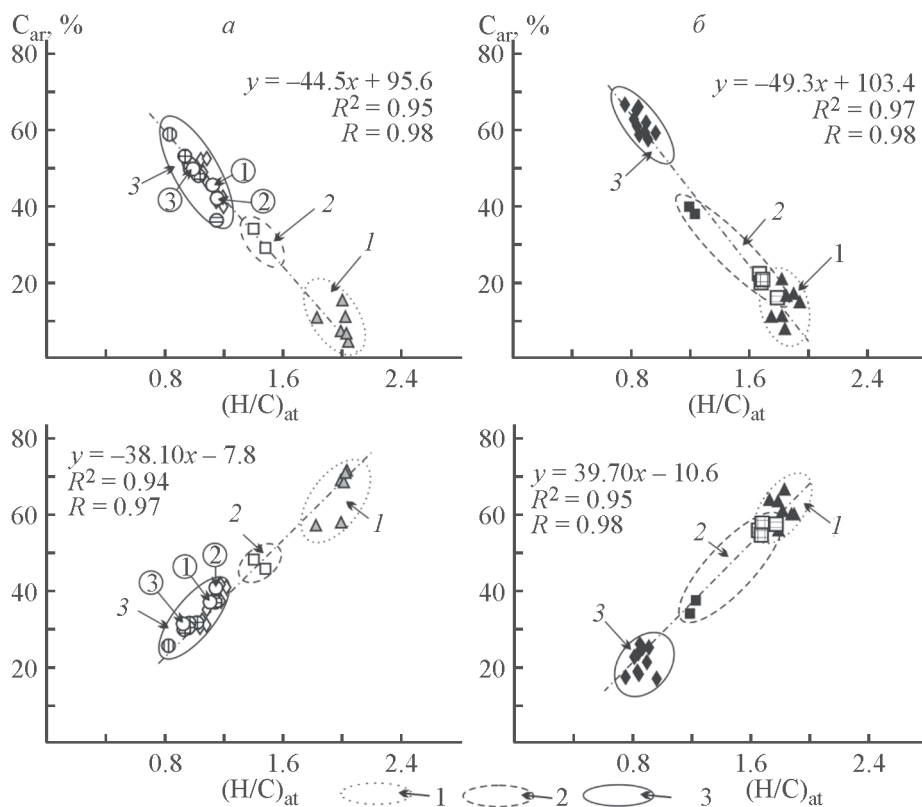 C_ar, %
а
80
60
40
20
y = –44.5x + 95.6
R² = 0.95
R = 0.98
3
3
1
2
2
1
0.8
1.6
2.4
(H/C)_at
б
80
60
40
20
y = –49.3x + 103.4
R² = 0.97
R = 0.98
3
2
1
0.8
1.6
2.4
(H/C)_at
80
60
40
20
y = –38.10x – 7.8
R² = 0.94
R = 0.97
3
3
1
2
2
1
0
0.8
1.6
2.4
(H/C)_at
80
60
40
20
y = 39.70x – 10.6
R² = 0.95
R = 0.98
3
2
1
0
0.8
1.6
2.4
(H/C)_at
1
2
3